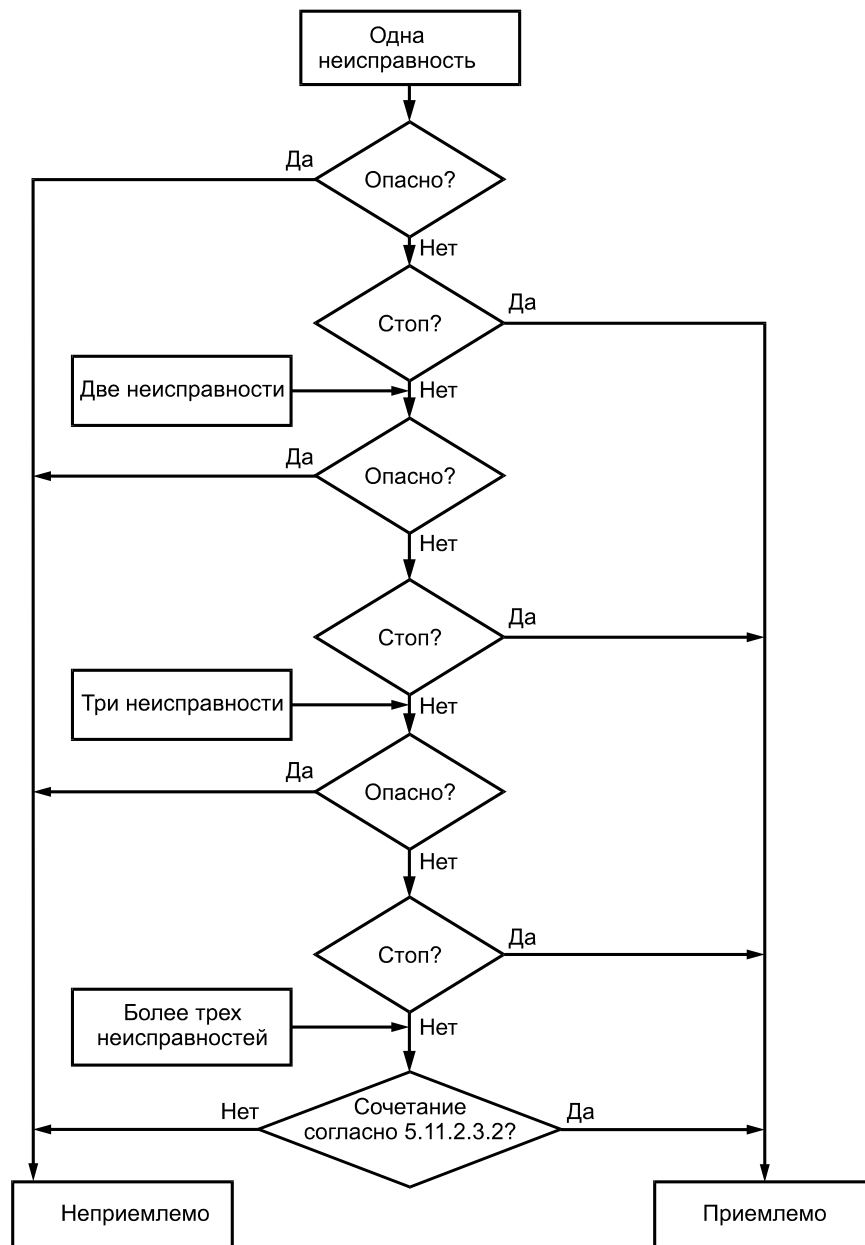 Одна
неисправность
Да
Опасно?
Нет
Стоп?
Да
Две неисправности
Нет
Да
Опасно?
Нет
Стоп?
Да
Три неисправности
Нет
Да
Опасно?
Нет
Стоп?
Да
Более трех
неисправностей
Нет
Нет
Сочетание
согласно 5.11.2.3.2?
Да
Неприемлемо
Приемлемо